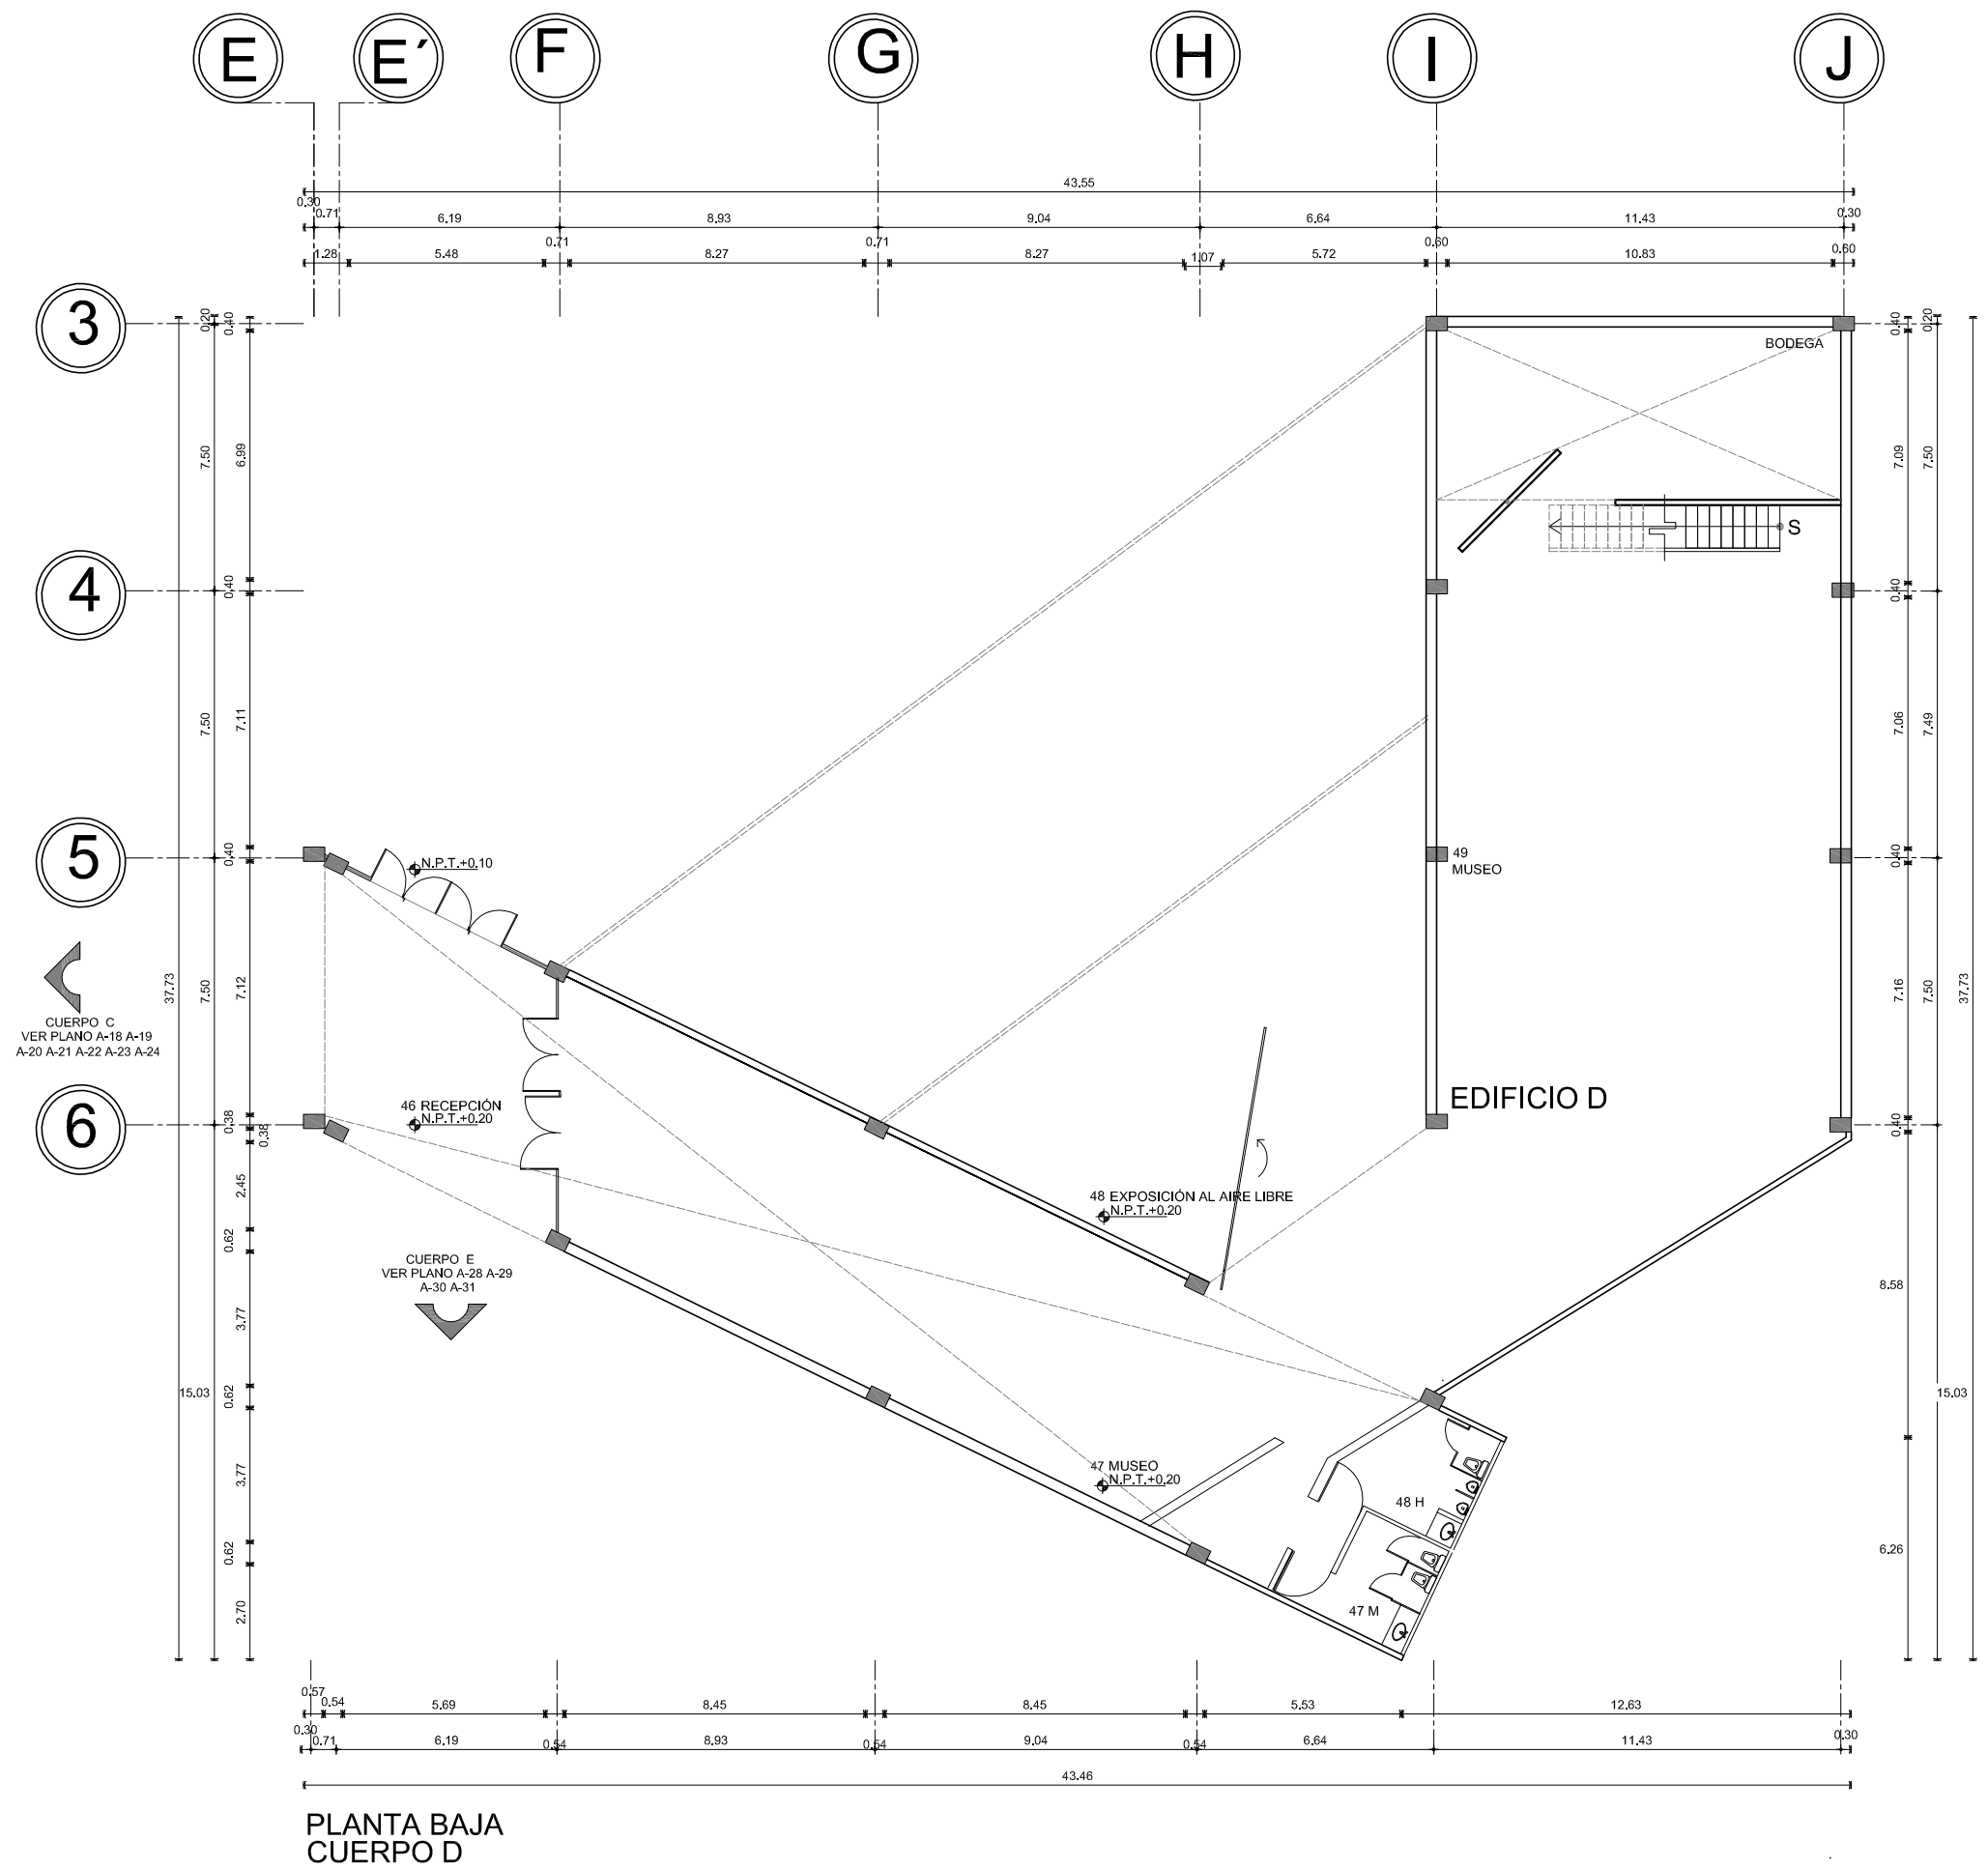 E E´ F G H I J
43.55
0.30 0.71 6.19 8.93 9.04 6.64 11.43 0.30
0.71 0.71 0.60 0.60
1.28 5.48 8.27 8.27 1.07 5.72 10.83
3
4
5
6
0.20 0.40
7.50 6.99
0.40
7.50 7.11
0.40
37.73 7.50 7.12
0.38 0.38
2.45
0.62
3.77
15.03 0.62
3.77
0.62
2.70
0.40 0.20
7.09 7.50
0.40
7.06 7.49
0.40
7.16 7.50 37.73
0.40
8.58
15.03
6.26
BODEGA
S
49
MUSEO
N.P.T.+0.10
CUERPO C
VER PLANO A-18 A-19
A-20 A-21 A-22 A-23 A-24
46 RECEPCIÓN
N.P.T.+0.20
EDIFICIO D
48 EXPOSICIÓN AL AIRE LIBRE
N.P.T.+0.20
CUERPO E
VER PLANO A-28 A-29
A-30 A-31
47 MUSEO
N.P.T.+0.20
48 H
47 M
0.57 0.54 5.69 8.45 8.45 5.53 12.63
0.30 0.71 6.19 0.54 8.93 0.54 9.04 0.54 6.64 11.43 0.30
43.46
PLANTA BAJA
CUERPO D